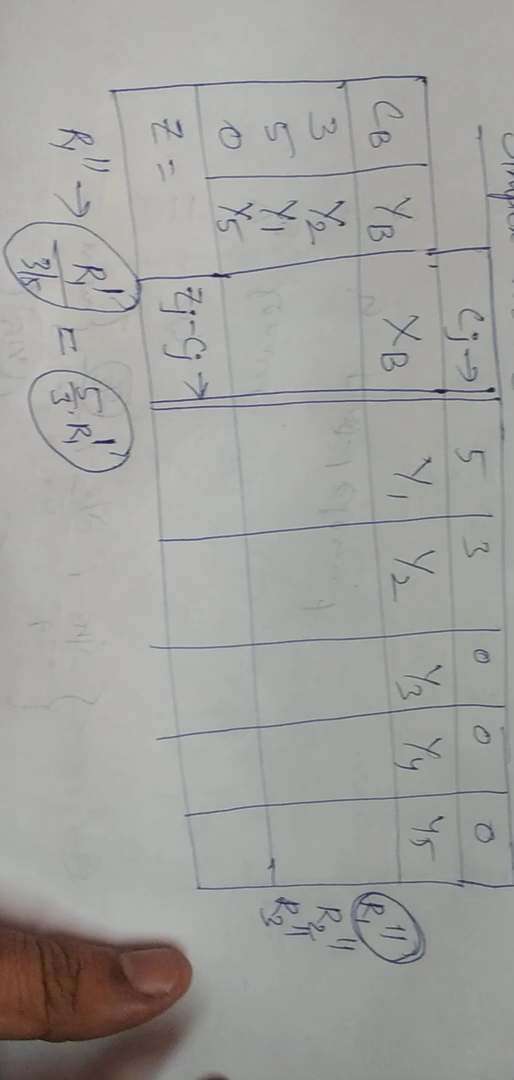 Cj → 5 3 0 0 0
CB YB XB Y1 Y2 Y3 Y4 Y5
3 Y2 R1''
5 Y1 R2''
0 Y5 R3''
Z = Zj-Cj →
R1'' → R1'/3/5 = 5/3 R1'